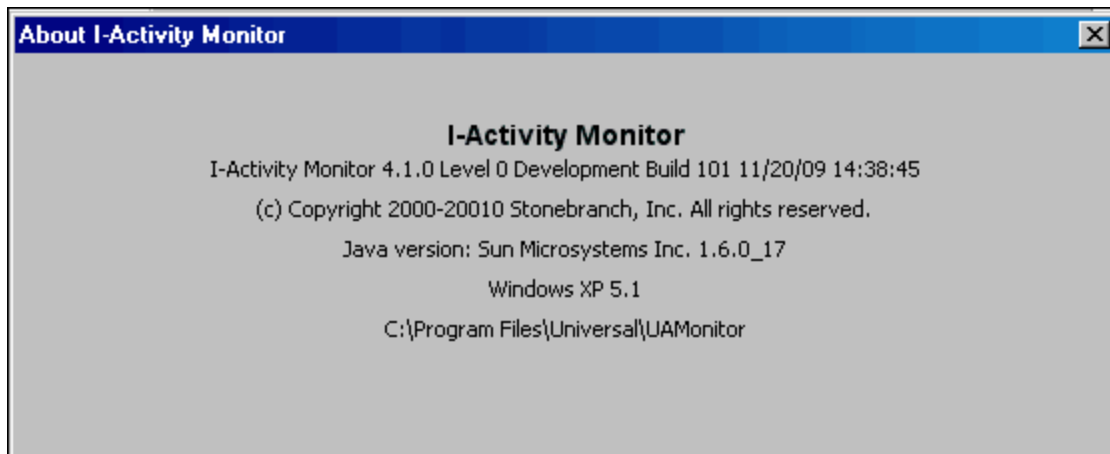 About I-Activity Monitor
I-Activity Monitor
I-Activity Monitor 4.1.0 Level 0 Development Build 101 11/20/09 14:38:45
(c) Copyright 2000-20010 Stonebranch, Inc. All rights reserved.
Java version: Sun Microsystems Inc. 1.6.0_17
Windows XP 5.1
C:\Program Files\Universal\UAMonitor